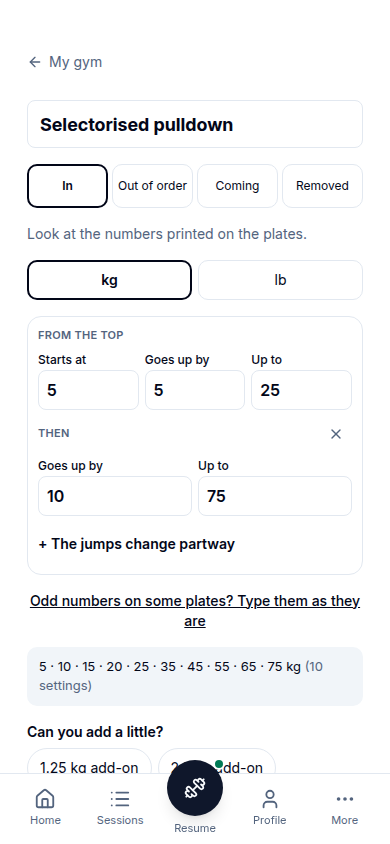 My gym
Selectorised pulldown
In
Out of order
Coming
Removed
Look at the numbers printed on the plates.
kg
lb
FROM THE TOP
Starts at
Goes up by
Up to
5
5
25
THEN
Goes up by
Up to
10
75
+ The jumps change partway
Odd numbers on some plates? Type them as they
are
5 · 10 · 15 · 20 · 25 · 35 · 45 · 55 · 65 · 75 kg (10
settings)
Can you add a little?
1.25 kg add-on
add-on
Home
Sessions
Resume
Profile
More